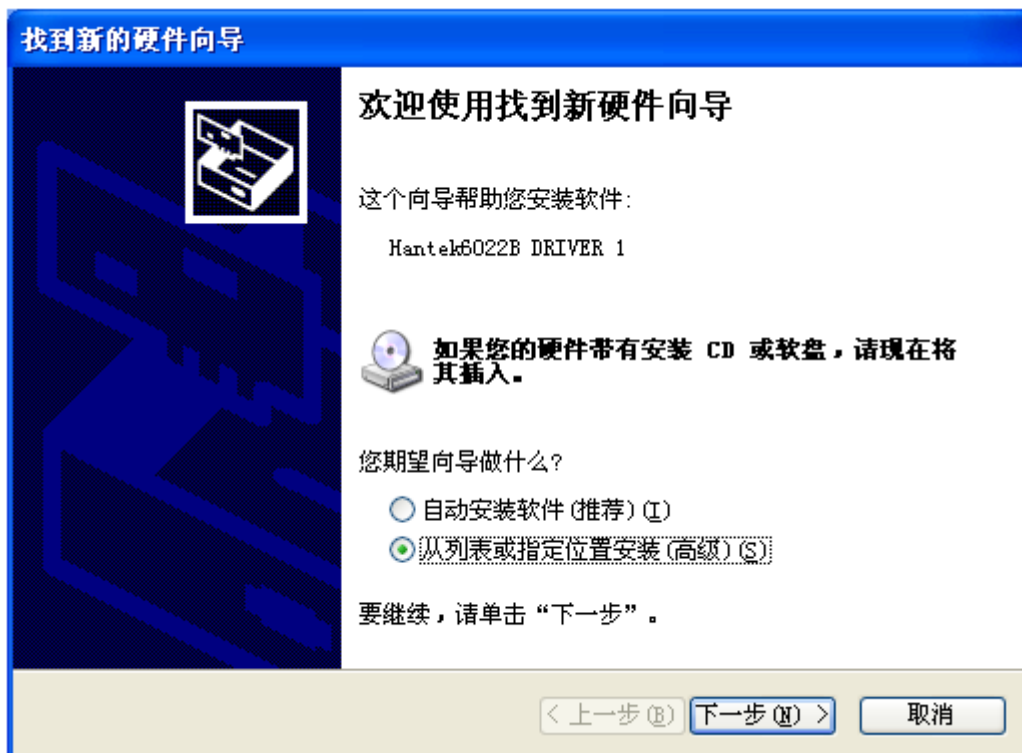 找到新的硬件向导
欢迎使用找到新硬件向导
这个向导帮助您安装软件:
Hantek6022B DRIVER 1
如果您的硬件带有安装 CD 或软盘，请现在将
其插入。
您期望向导做什么?
自动安装软件(推荐)(I)
从列表或指定位置安装(高级)(S)
要继续，请单击“下一步”。
< 上一步(B) 下一步(N) > 取消